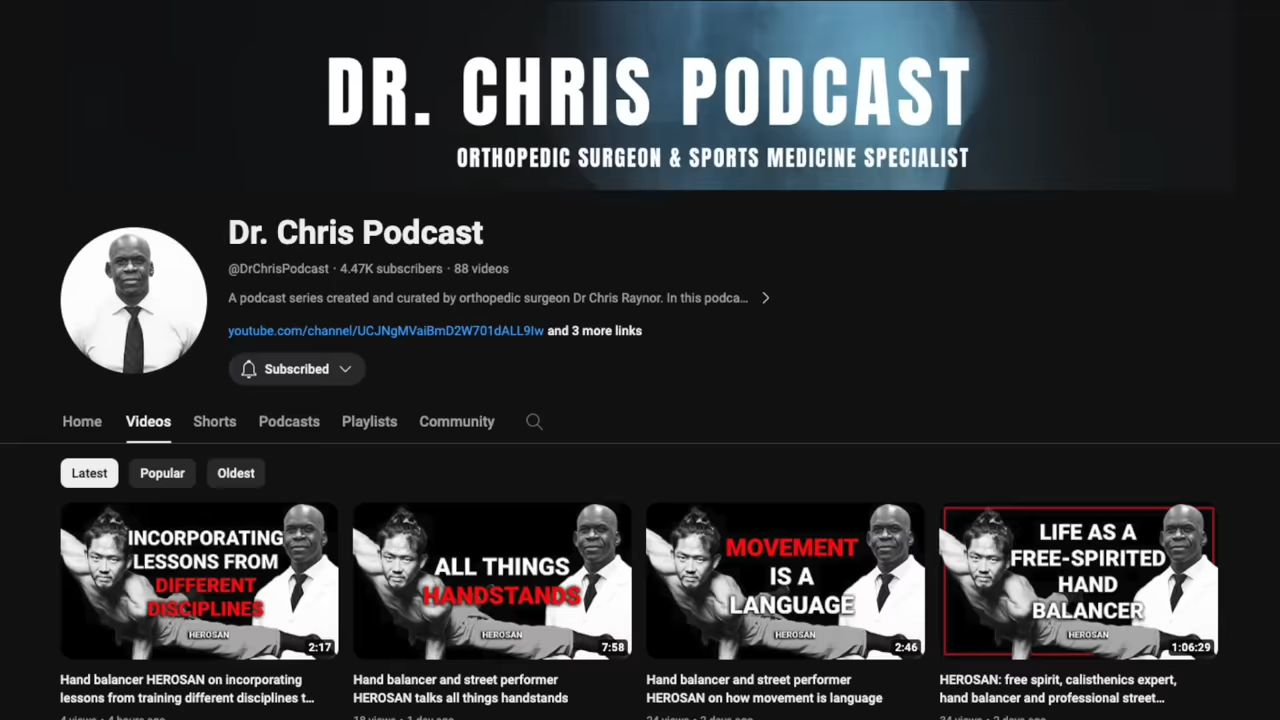 DR. CHRIS PODCAST
ORTHOPEDIC SURGEON & SPORTS MEDICINE SPECIALIST
Dr. Chris Podcast
@DrChrisPodcast · 4.47K subscribers · 88 videos
A podcast series created and curated by orthopedic surgeon Dr Chris Raynor. In this podca...
youtube.com/channel/UCJNgMVaiBmD2W701dALL9Iw and 3 more links
Subscribed
Home Videos Shorts Podcasts Playlists Community
Latest Popular Oldest
INCORPORATING
LESSONS FROM
DIFFERENT
DISCIPLINES
HEROSAN
2:17
ALL THINGS
HANDSTANDS
HEROSAN
7:58
MOVEMENT
IS A
LANGUAGE
HEROSAN
2:46
LIFE AS A
FREE-SPIRITED
HAND
BALANCER
HEROSAN
1:06:29
Hand balancer HEROSAN on incorporating
lessons from training different disciplines t...
Hand balancer and street performer
HEROSAN talks all things handstands
Hand balancer and street performer
HEROSAN on how movement is language
HEROSAN: free spirit, calisthenics expert,
hand balancer and professional street...